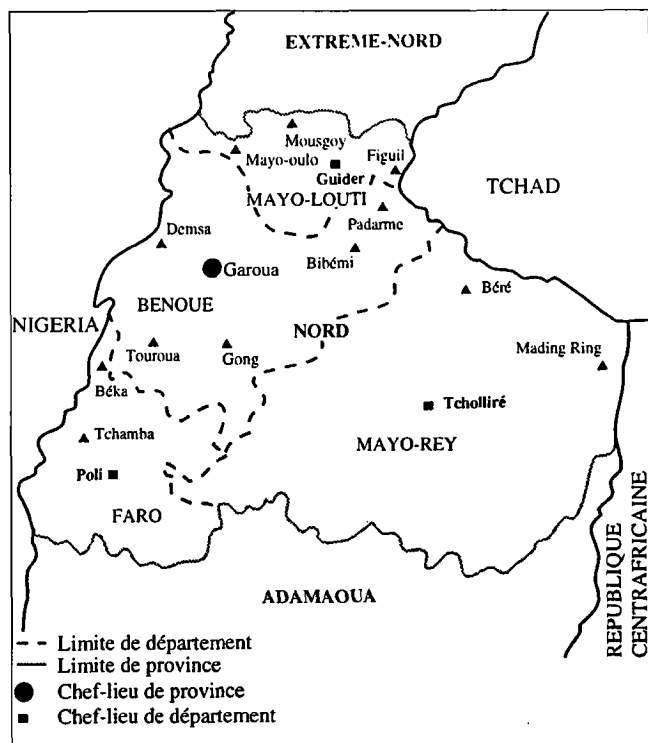 EXTREME-NORD
Mousgoy
Mayo-oulo
Figuil
Guider
TCHAD
MAYO-LOUTI
Padarme
Demsa
Bibémi
Garoua
Béré
BENOUE
NIGERIA
NORD
Touroua
Gong
Mading Ring
Béka
Tcholliré
Tchamba
MAYO-REY
Poli
FARO
REPUBLIQUE
CENTRAFRICAINE
ADAMAOUA
Limite de département
Limite de province
Chef-lieu de province
Chef-lieu de département